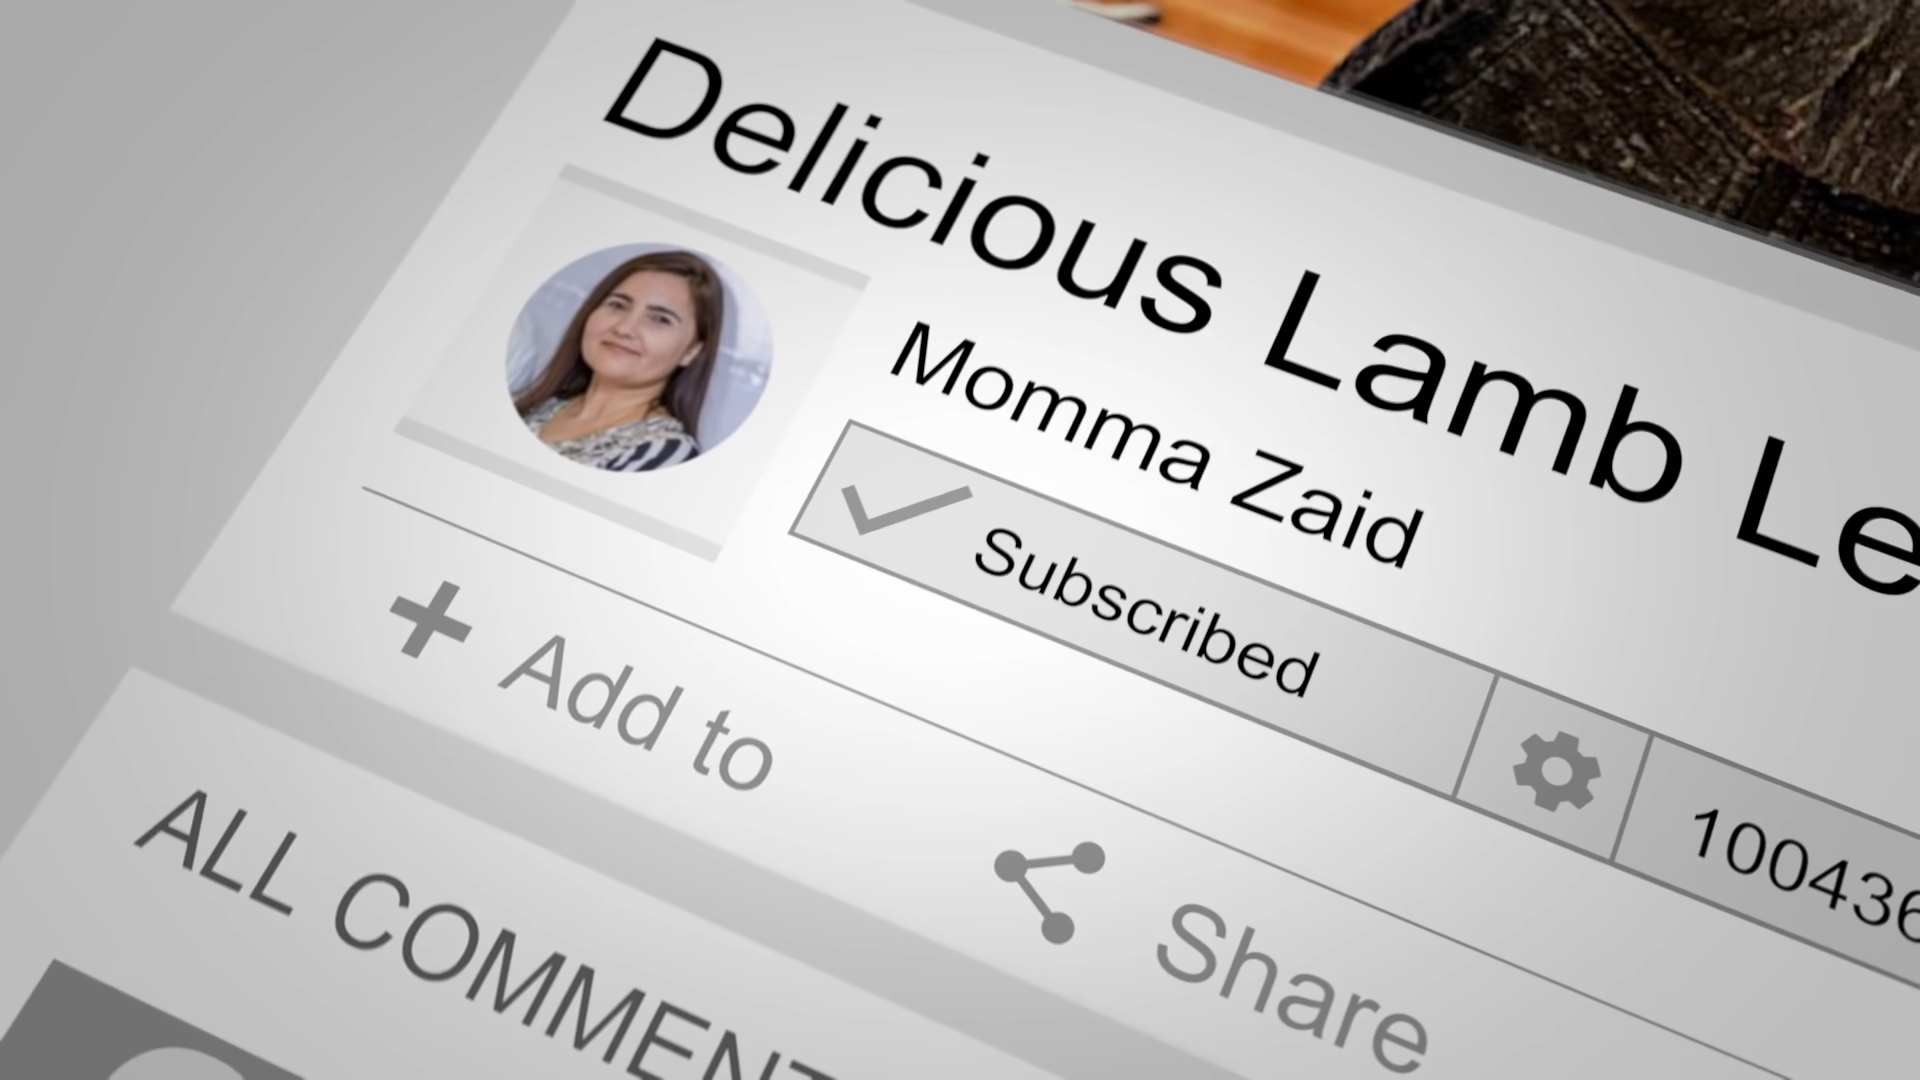 Delicious Lamb Le
Momma Zaid
Subscribed
100436
Add to
Share
ALL COMMENT